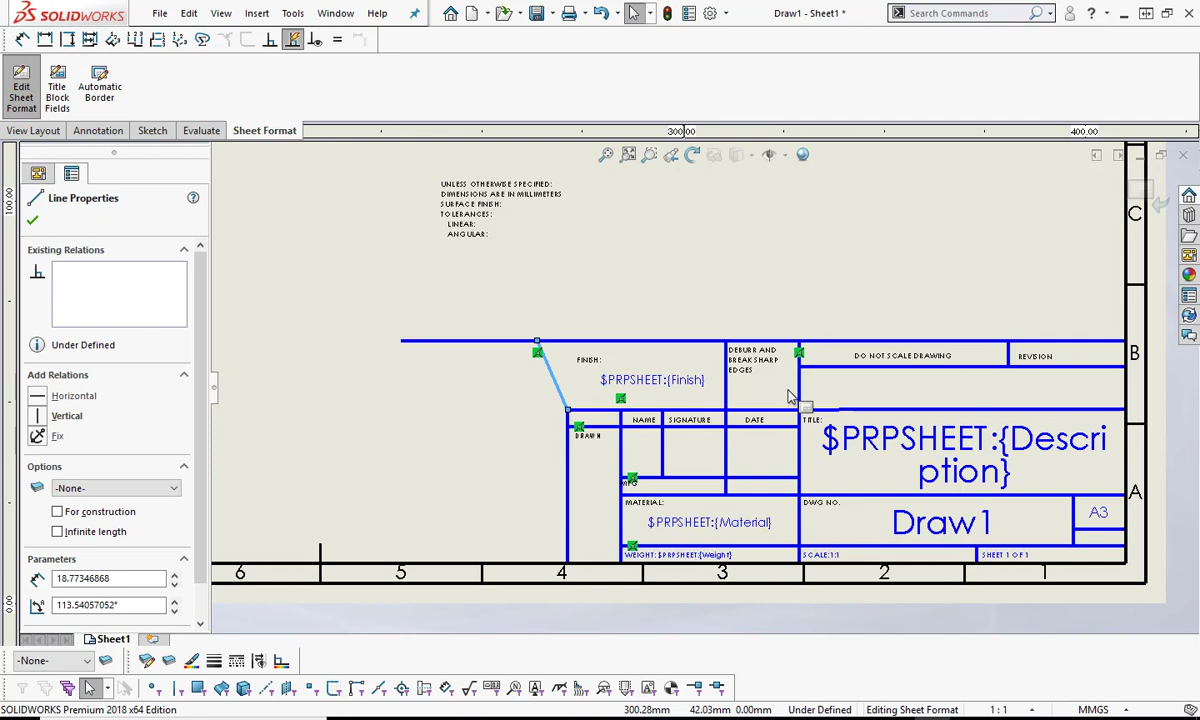 SOLIDWORKS
File Edit View Insert Tools Window Help
Draw1 - Sheet1 *
Search Commands
Edit Sheet Format
Title Block Fields
Automatic Border
View Layout Annotation Sketch Evaluate Sheet Format
300.00 400.00
100.00
0.00
Line Properties
Existing Relations
Under Defined
Add Relations
Horizontal
Vertical
Fix
Options
-None-
For construction
Infinite length
Parameters
18.77346868
113.54057052°
UNLESS OTHERWISE SPECIFIED:
DIMENSIONS ARE IN MILLIMETERS
SURFACE FINISH:
TOLERANCES:
LINEAR:
ANGULAR:
FINISH:
$PRPSHEET:{Finish}
DEBURR AND
BREAK SHARP
EDGES
DO NOT SCALE DRAWING
REVISION
NAME SIGNATURE DATE
DRAWN
MFG
TITLE:
$PRPSHEET:{Descri
ption}
MATERIAL:
$PRPSHEET:{Material}
DWG NO.
Draw1
A3
WEIGHT: $PRPSHEET:{Weight}
SCALE:1:1
SHEET 1 OF 1
C
B
A
6 5 4 3 2 1
Sheet1
-None-
SOLIDWORKS Premium 2018 x64 Edition
300.28mm 42.03mm 0.00mm Under Defined Editing Sheet Format 1 : 1 MMGS